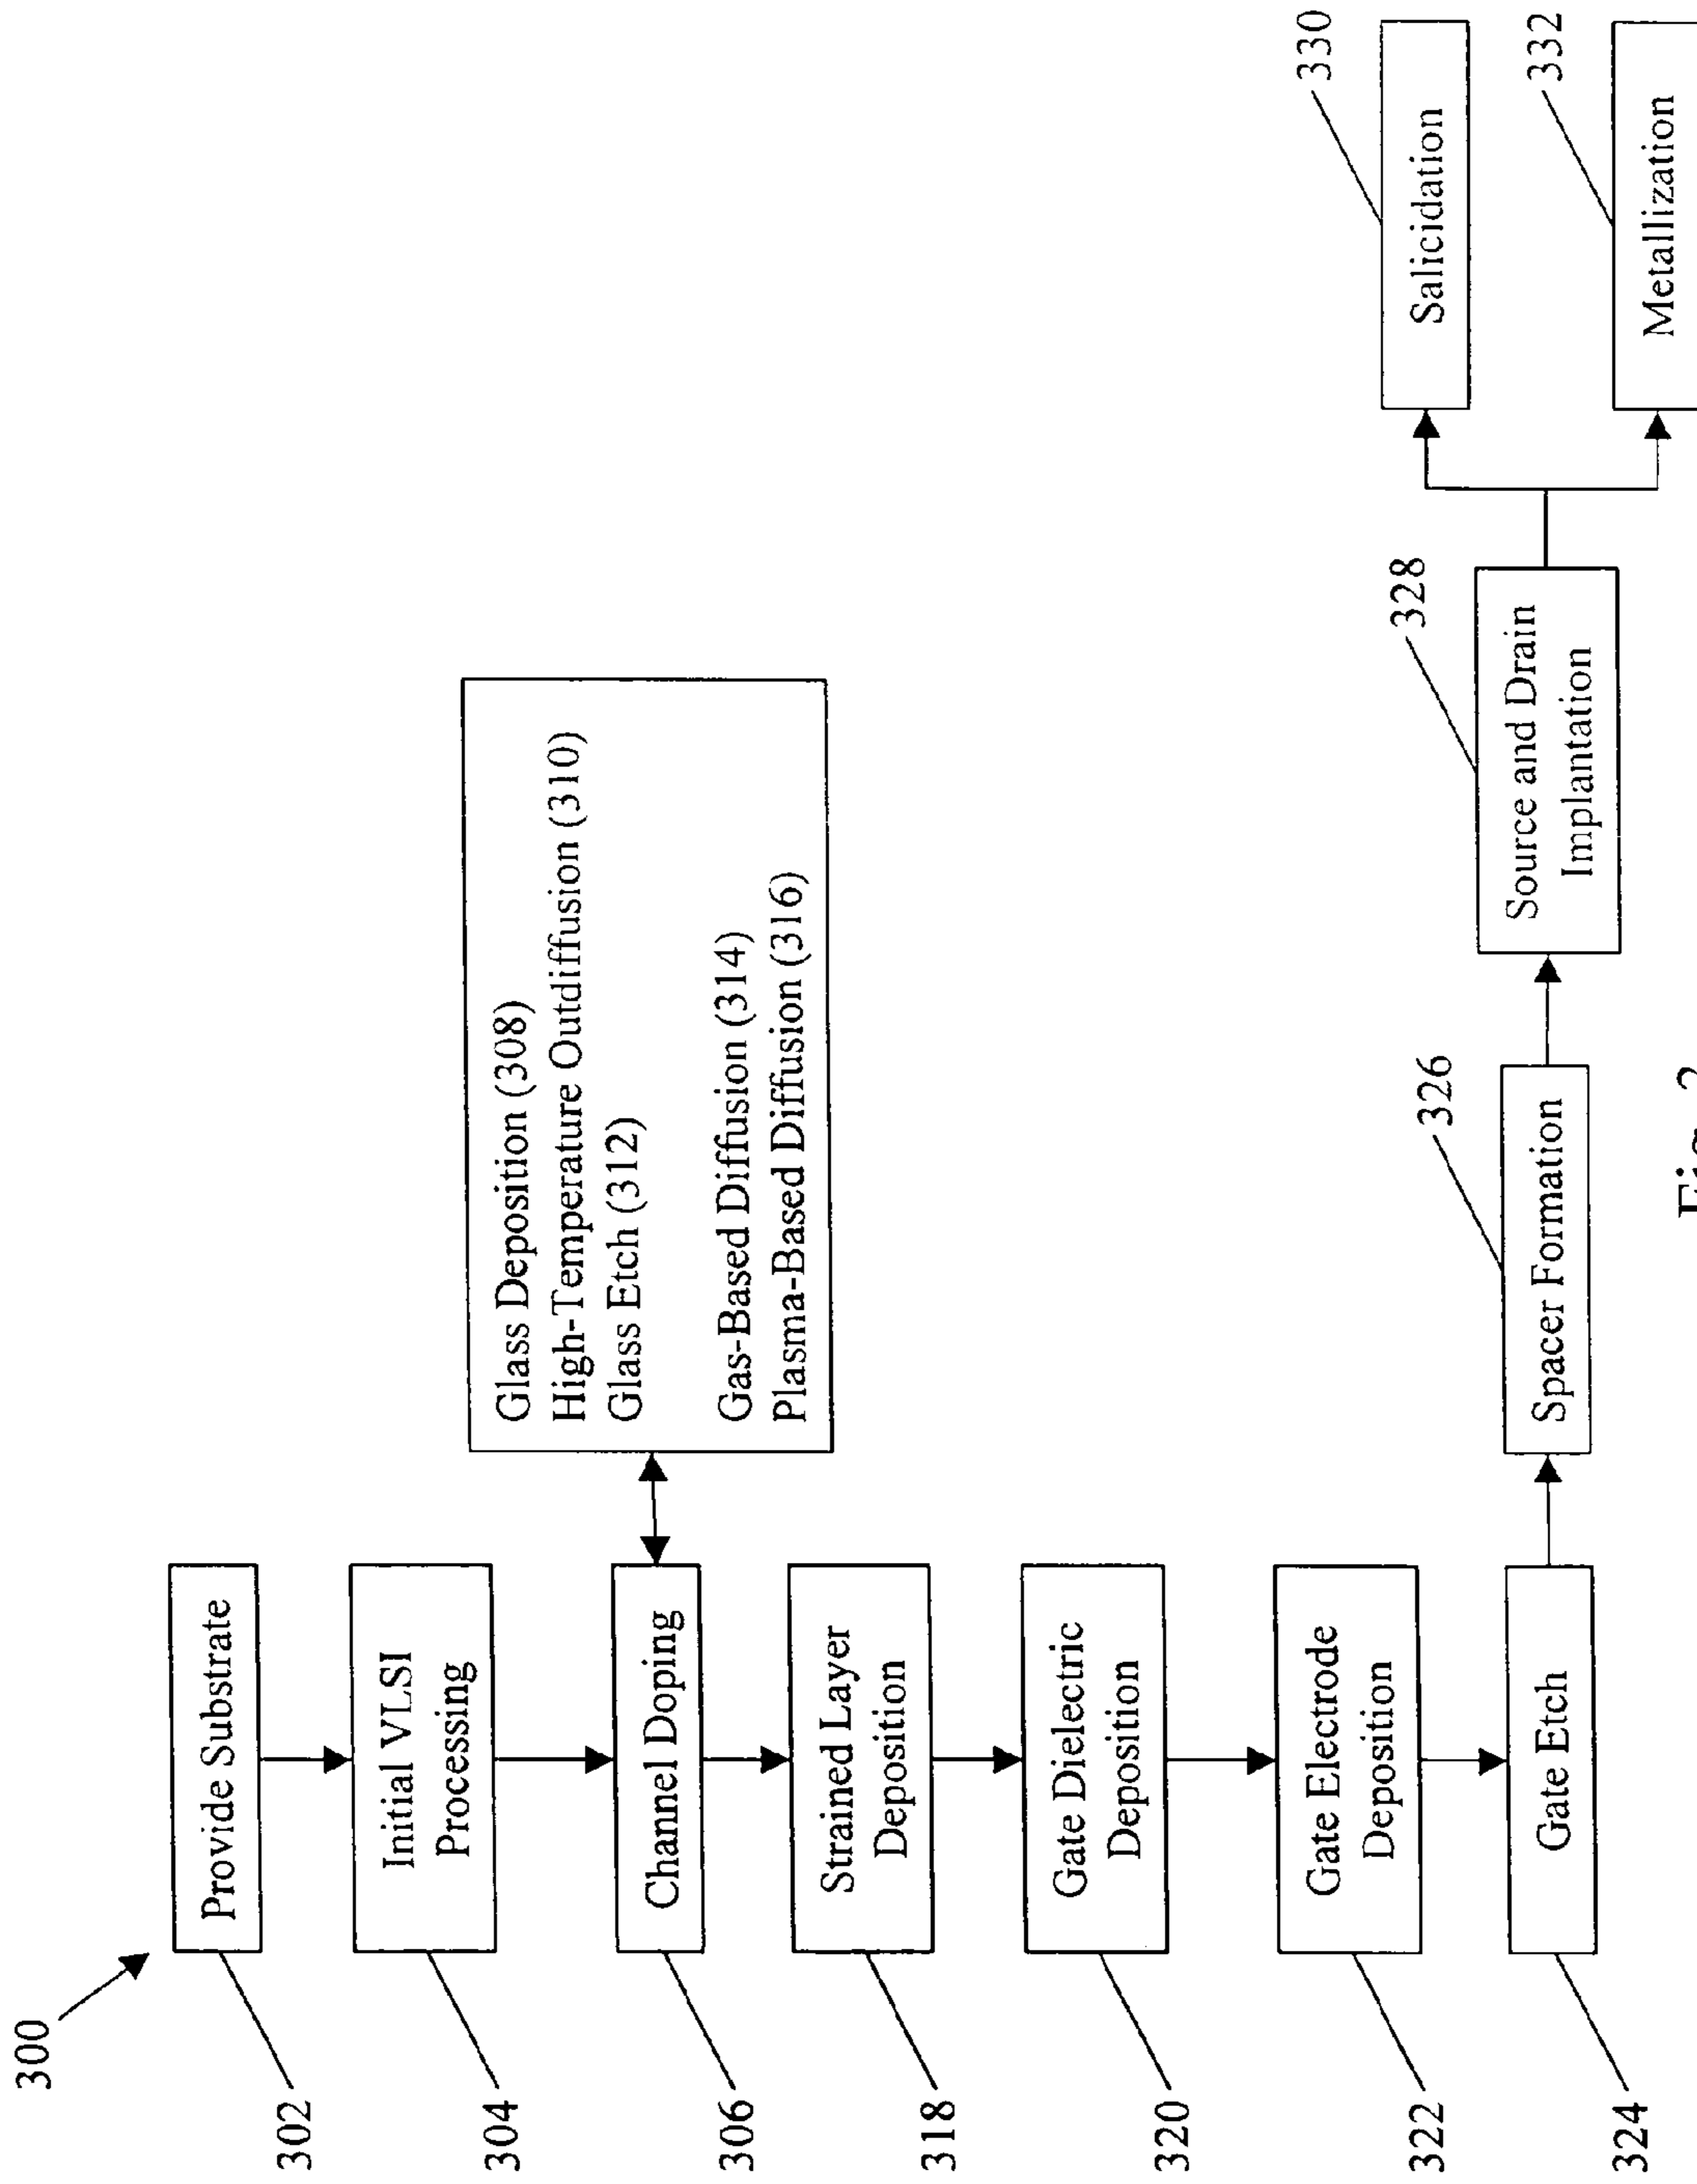 300
302
Provide Substrate
304
Initial VLSI
Processing
306
Channel Doping
Glass Deposition (308)
High-Temperature Outdiffusion (310)
Glass Etch (312)
Gas-Based Diffusion (314)
Plasma-Based Diffusion (316)
318
Strained Layer
Deposition
320
Gate Dielectric
Deposition
322
Gate Electrode
Deposition
324
Gate Etch
326
Spacer Formation
328
Source and Drain
Implantation
330
Salicidation
332
Metallization